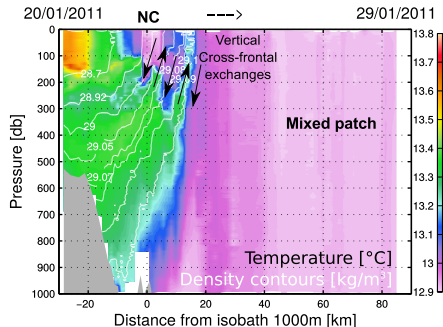 20/01/2011 NC ---> 29/01/2011
Vertical
Cross-frontal
exchanges
Mixed patch
28.7
28.92
29
29.05
29.07
29
Temperature [°C]
Density contours [kg/m³]
Pressure [db]
0
100
200
300
400
500
600
700
800
900
1000
−20 0 20 40 60 80
Distance from isobath 1000m [km]
13.8
13.7
13.6
13.5
13.4
13.3
13.2
13.1
13
12.9